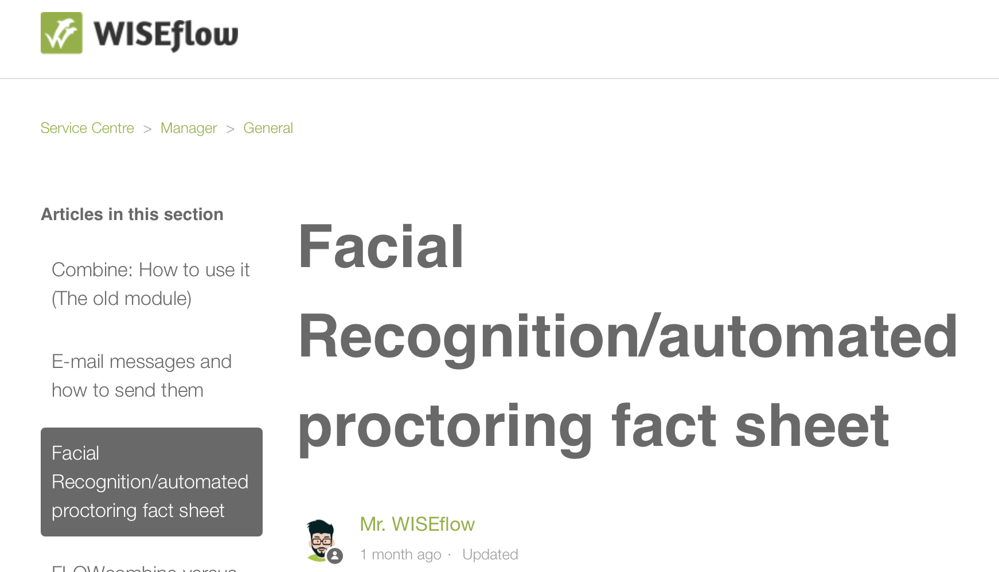 WISEflow
Service Centre > Manager > General
Articles in this section
Combine: How to use it
(The old module)
E-mail messages and
how to send them
Facial
Recognition/automated
proctoring fact sheet
FLOWcombine versus
Facial
Recognition/automated
proctoring fact sheet
Mr. WISEflow
1 month ago · Updated